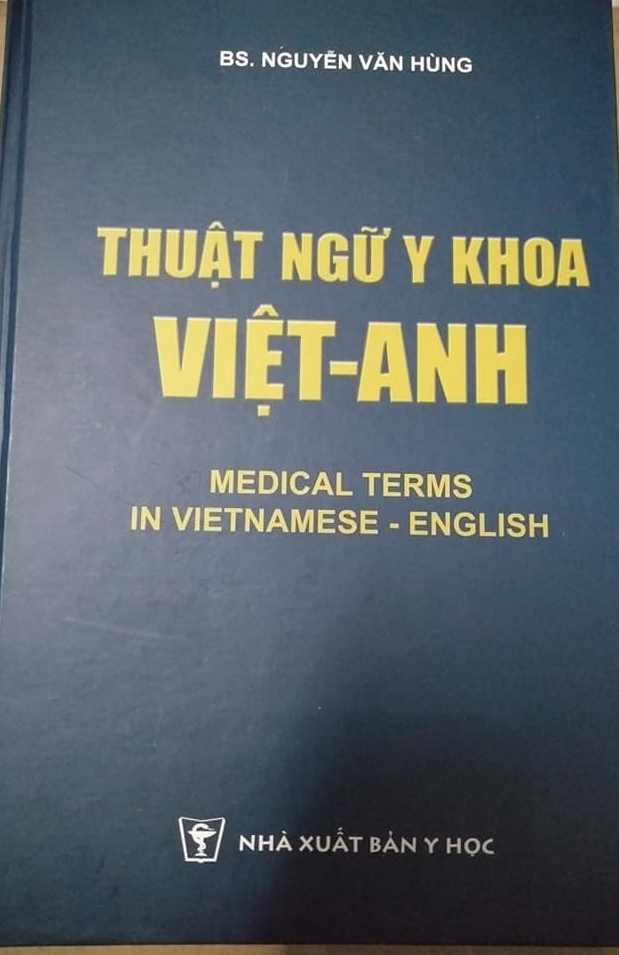 BS. NGUYỄN VĂN HÙNG
THUẬT NGỮ Y KHOA
VIỆT-ANH
MEDICAL TERMS
IN VIETNAMESE - ENGLISH
NHÀ XUẤT BẢN Y HỌC